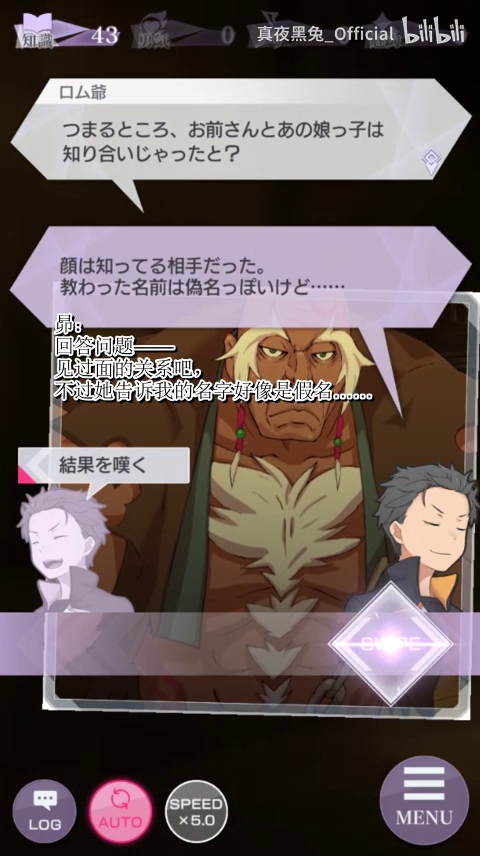 知識 43
勇気 0
真夜黑兔_Official bilibili
ロム爺
つまるところ、お前さんとあの娘っ子は
知り合いじゃったと？
顔は知ってる相手だった。
教わった名前は偽名っぽいけど……
昴：
回答问题——
见过面的关系吧，
不过她告诉我的名字好像是假名……
結果を嘆く
LOG
AUTO
SPEED
×5.0
MENU